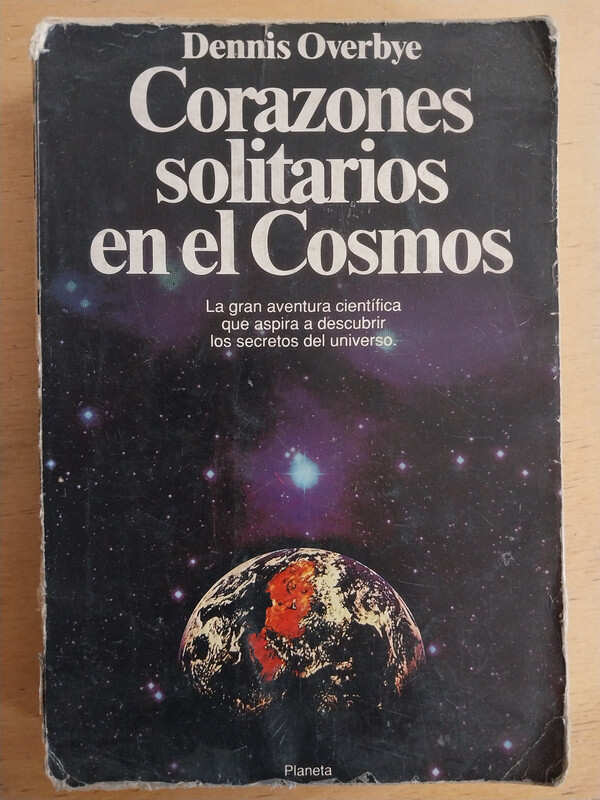 Dennis Overbye
Corazones
solitarios
en el Cosmos
La gran aventura científica
que aspira a descubrir
los secretos del universo.
Planeta